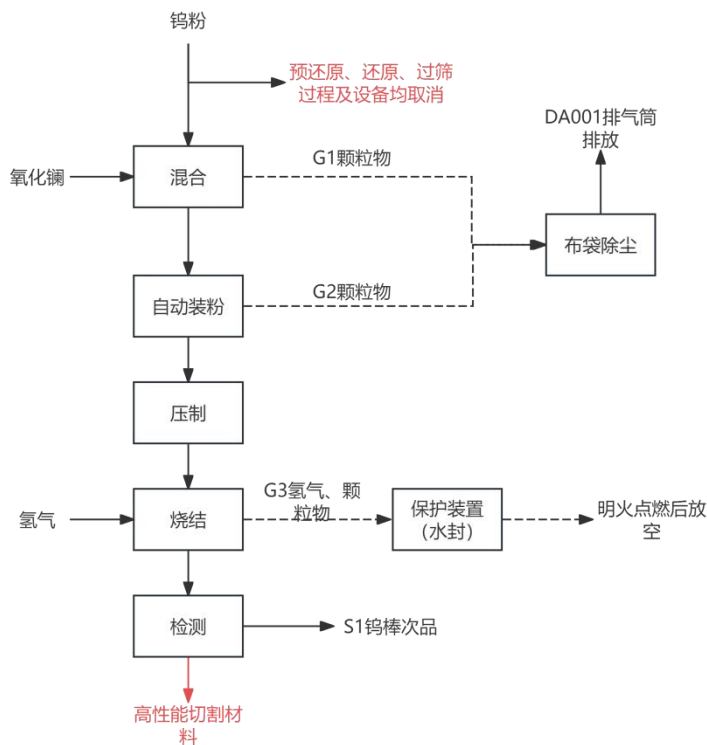 钨粉
预还原、还原、过筛
过程及设备均取消
DA001排气筒
排放
G1颗粒物
氧化镧
混合
布袋除尘
自动装粉
G2颗粒物
压制
G3氢气、颗
粒物
氢气
烧结
保护装置
（水封）
明火点燃后放
空
检测
S1钨棒次品
高性能切割材
料